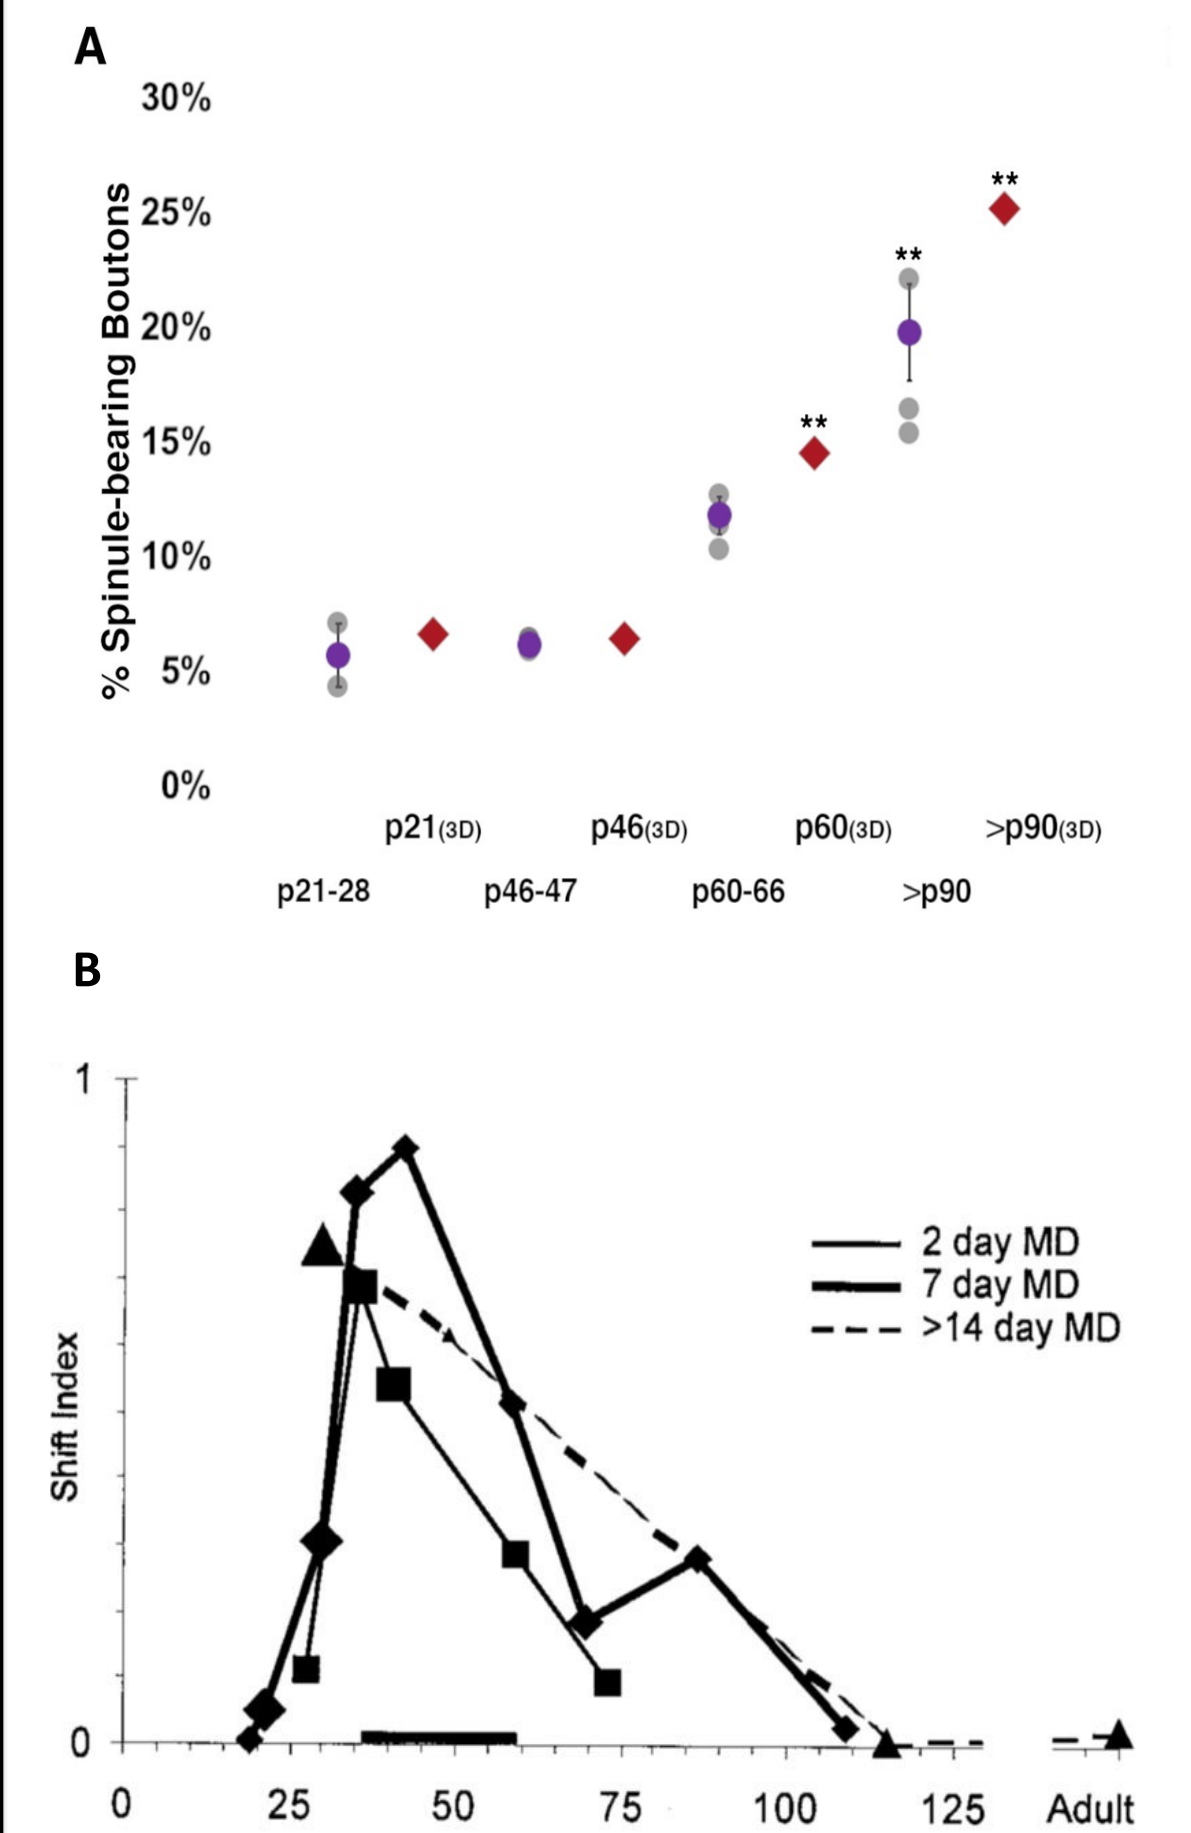 A
30%
25%
20%
15%
10%
5%
0%
% Spinule-bearing Boutons
**
**
**
p21(3D)
p46(3D)
p60(3D)
>p90(3D)
p21-28
p46-47
p60-66
>p90
B
1
0
Shift Index
2 day MD
7 day MD
>14 day MD
0 25 50 75 100 125 Adult